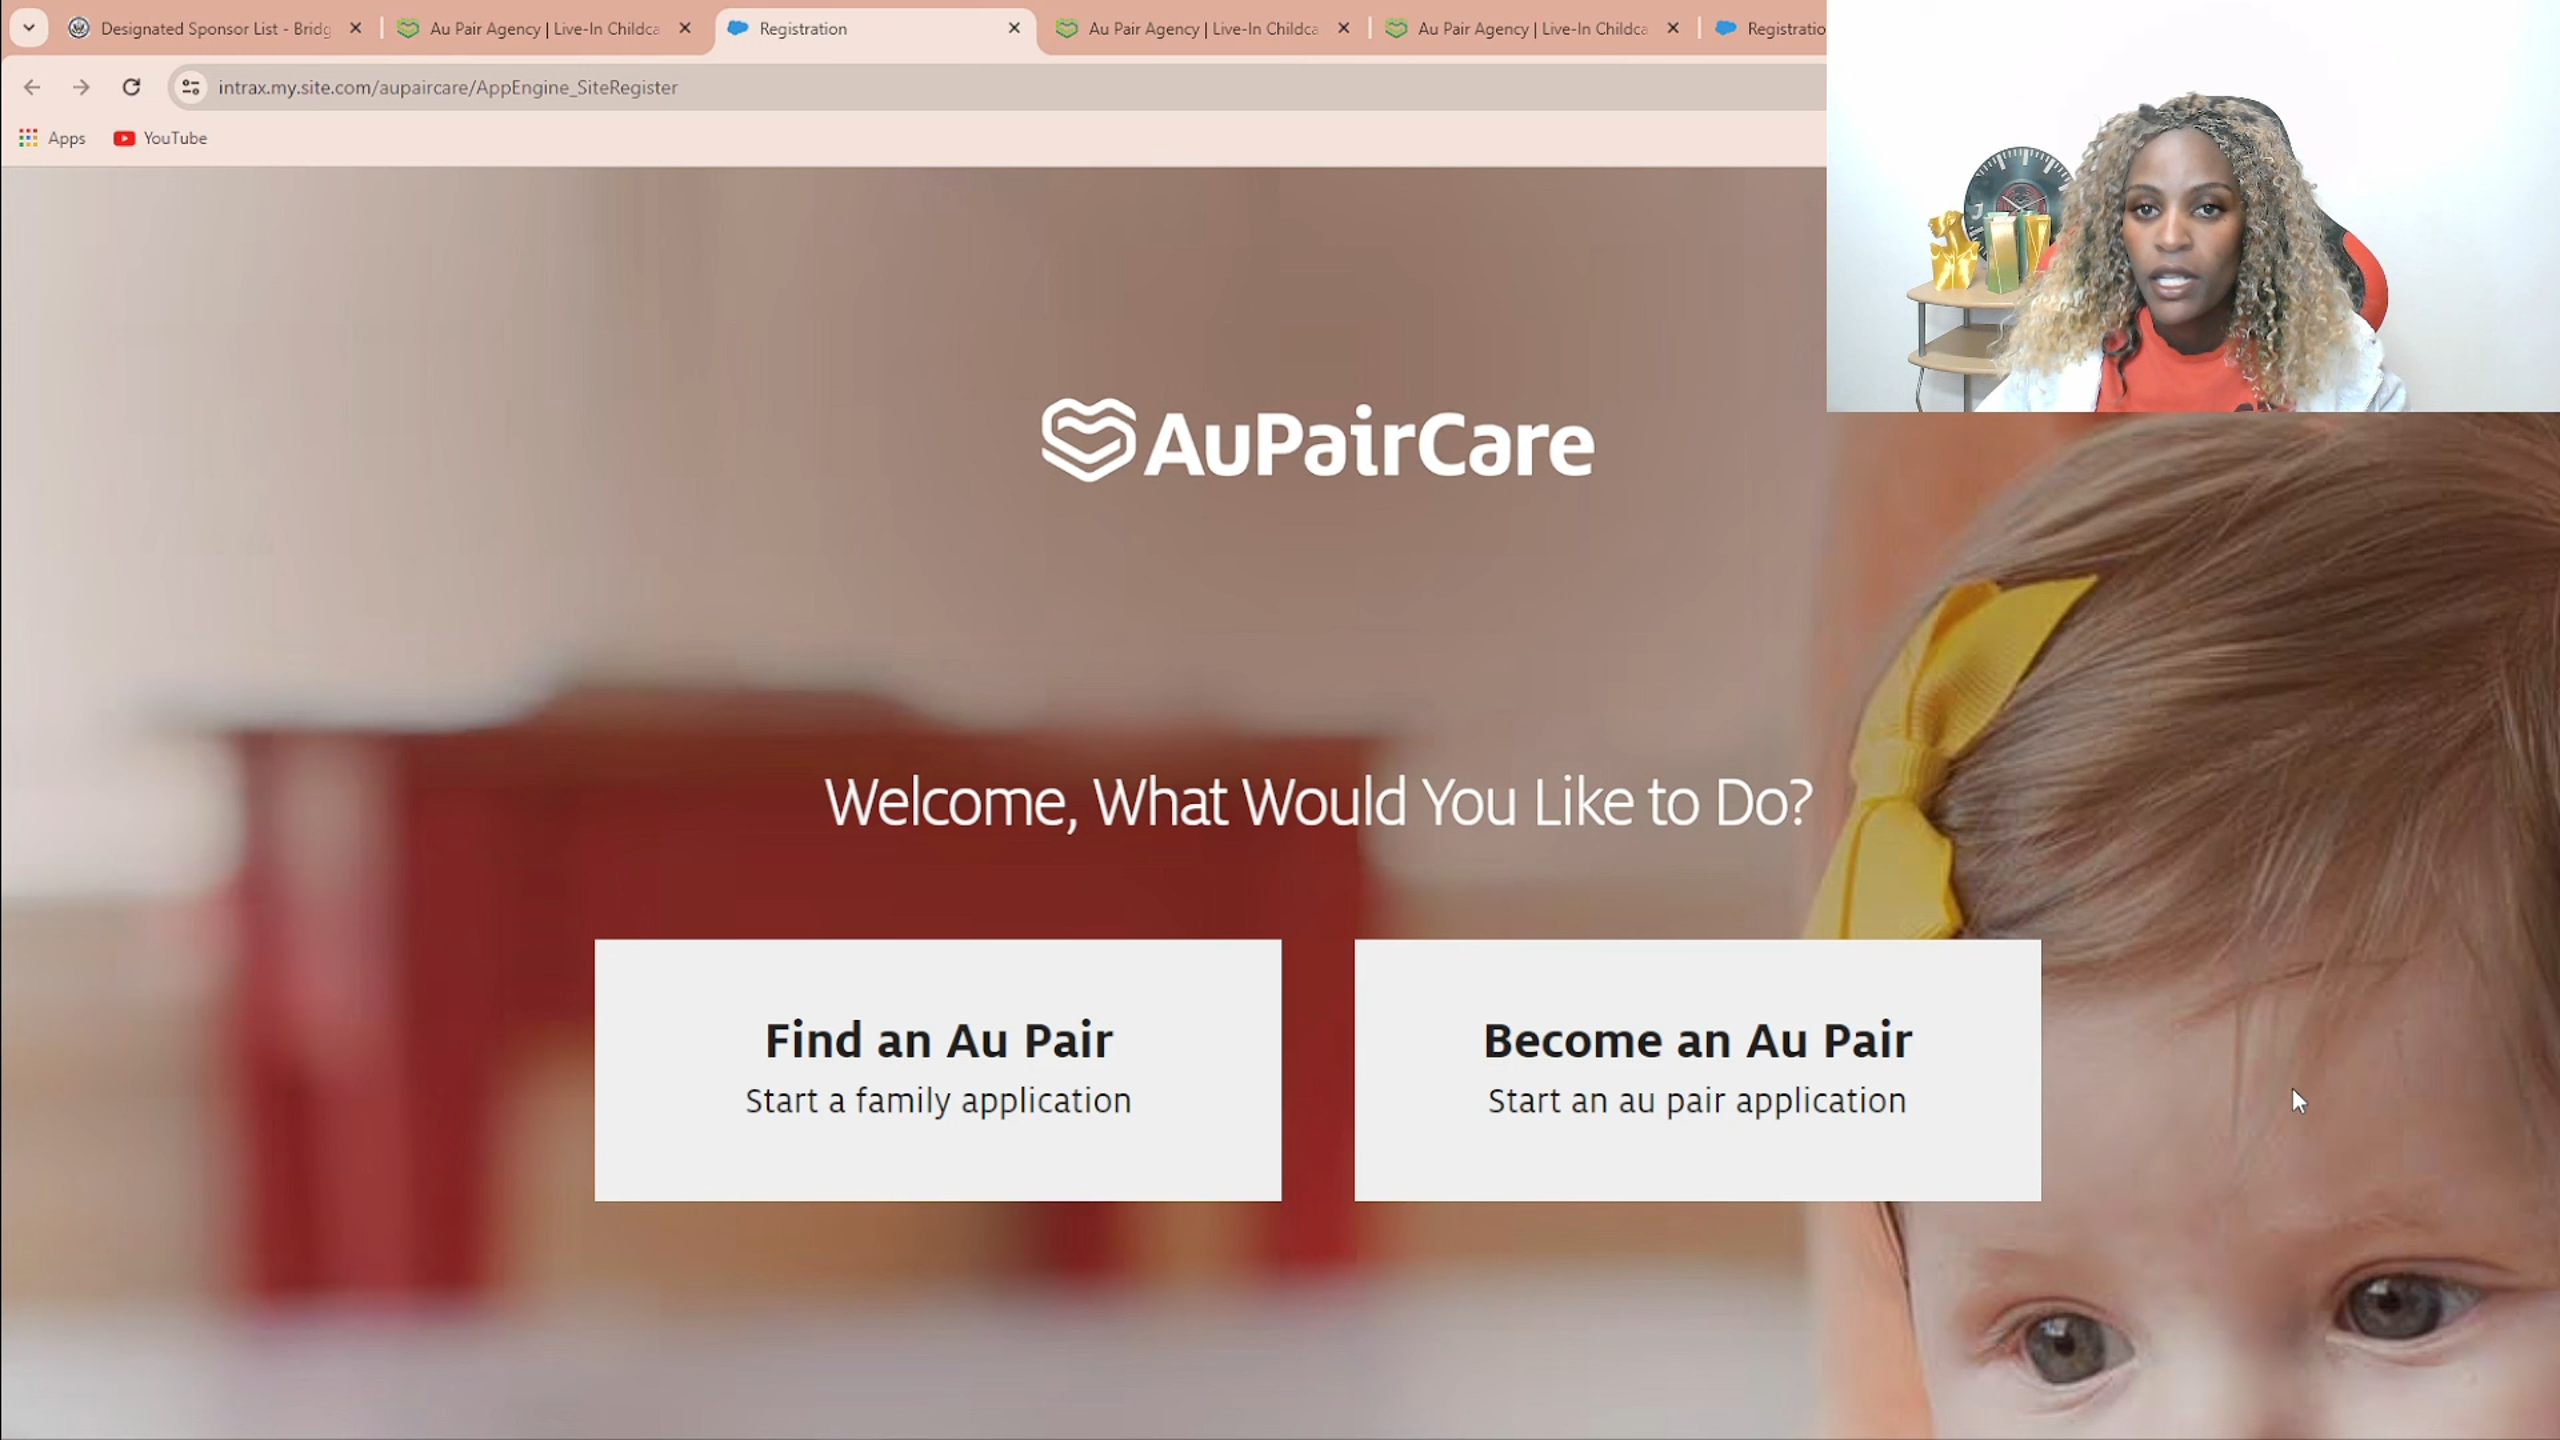 Designated Sponsor List - Bridg
Au Pair Agency | Live-In Childca
Registration
Au Pair Agency | Live-In Childca
Au Pair Agency | Live-In Childca
Registratio
intrax.my.site.com/aupaircare/AppEngine_SiteRegister
Apps
YouTube
AuPairCare
Welcome, What Would You Like to Do?
Find an Au Pair
Start a family application
Become an Au Pair
Start an au pair application